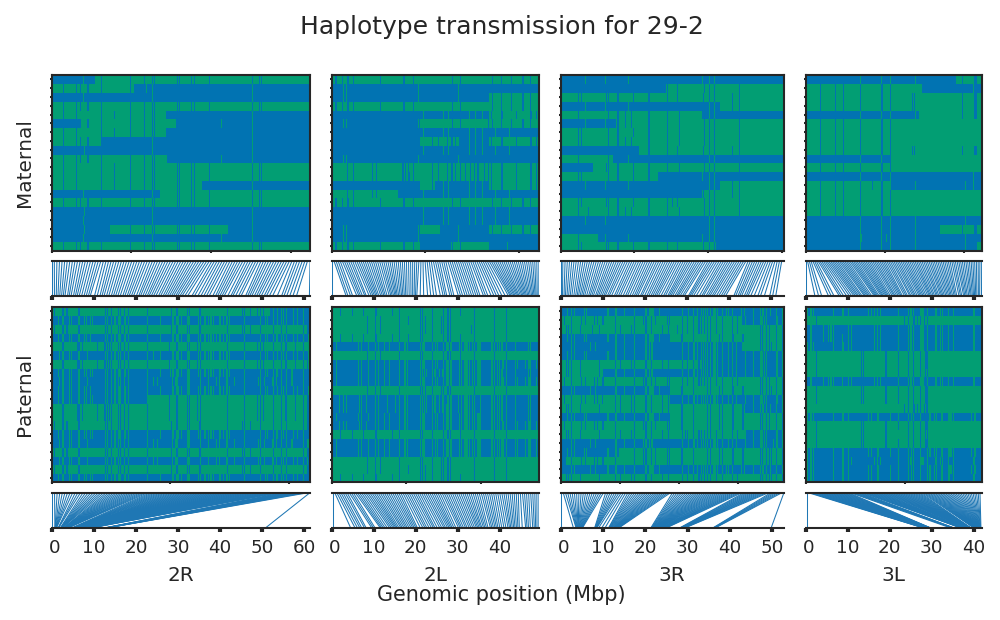 Haplotype transmission for 29-2
Maternal
Paternal
0 10 20 30 40 50 60
0 10 20 30 40
0 10 20 30 40 50
0 10 20 30 40
2R
2L
3R
3L
Genomic position (Mbp)